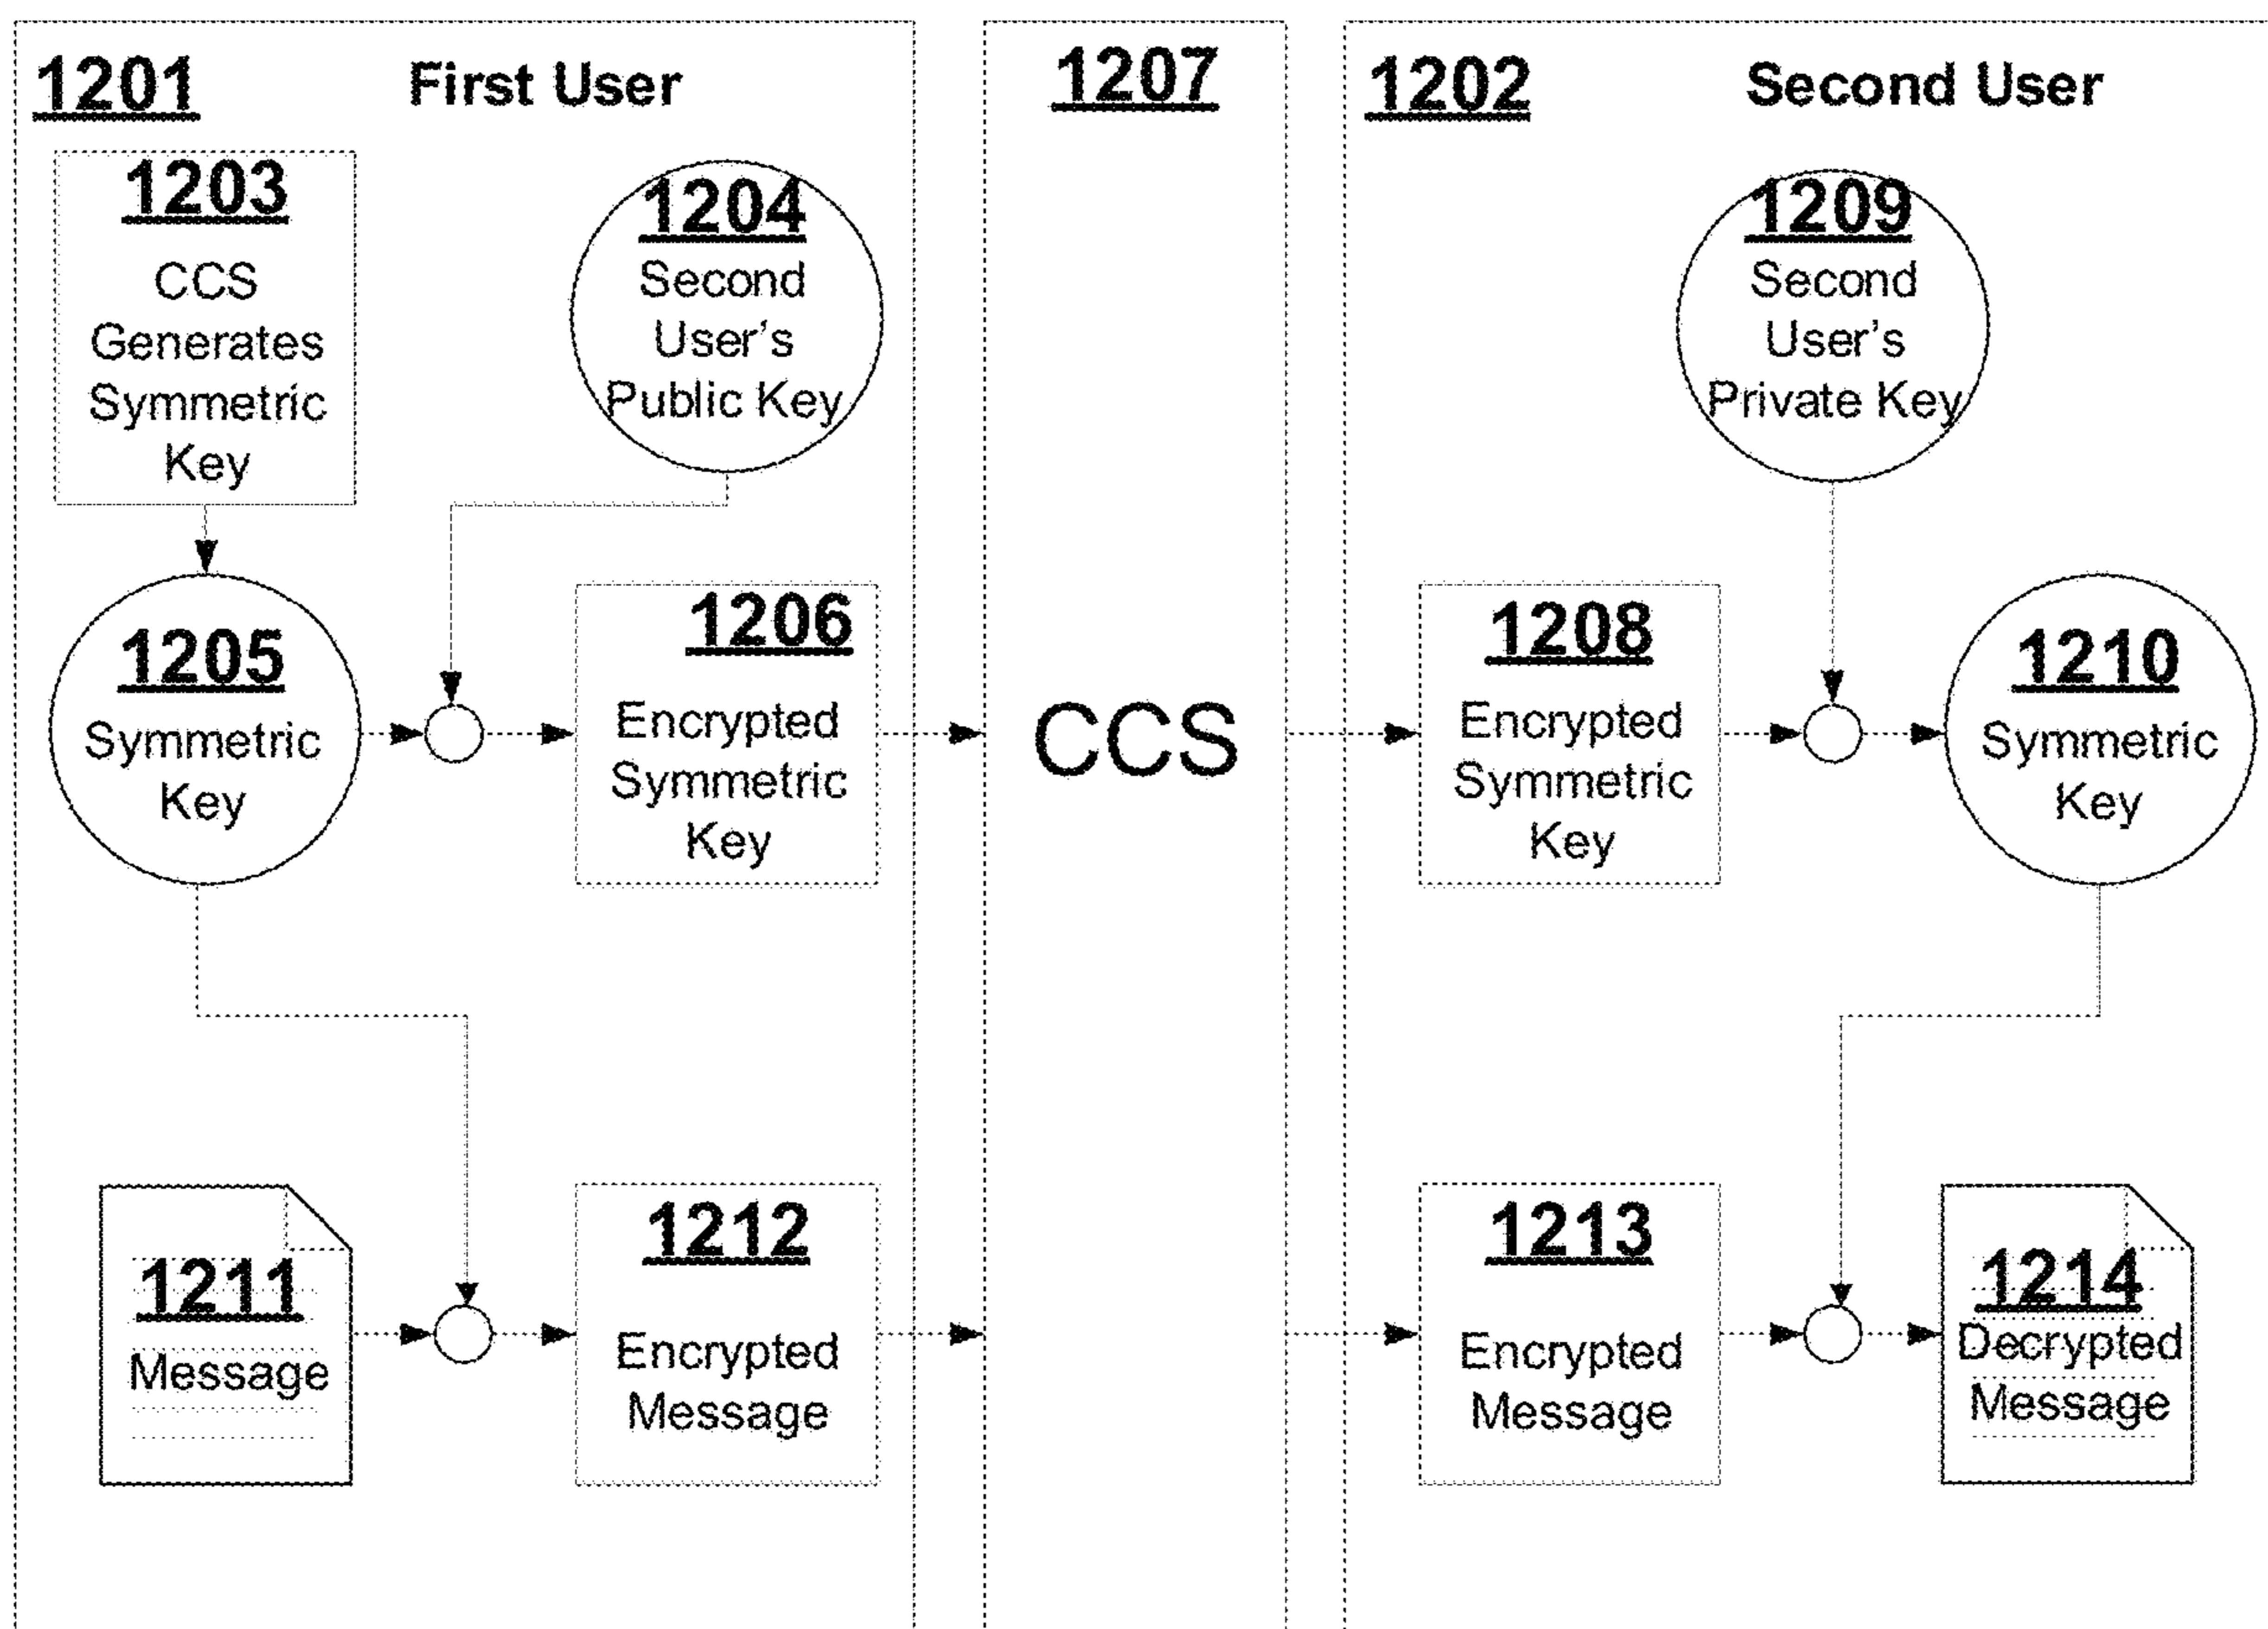 1201
First User
1203
CCS
Generates
Symmetric
Key
1204
Second
User's
Public Key
1205
Symmetric
Key
1206
Encrypted
Symmetric
Key
1211
Message
1212
Encrypted
Message
1207
CCS
1202
Second User
1209
Second
User's
Private Key
1208
Encrypted
Symmetric
Key
1210
Symmetric
Key
1213
Encrypted
Message
1214
Decrypted
Message